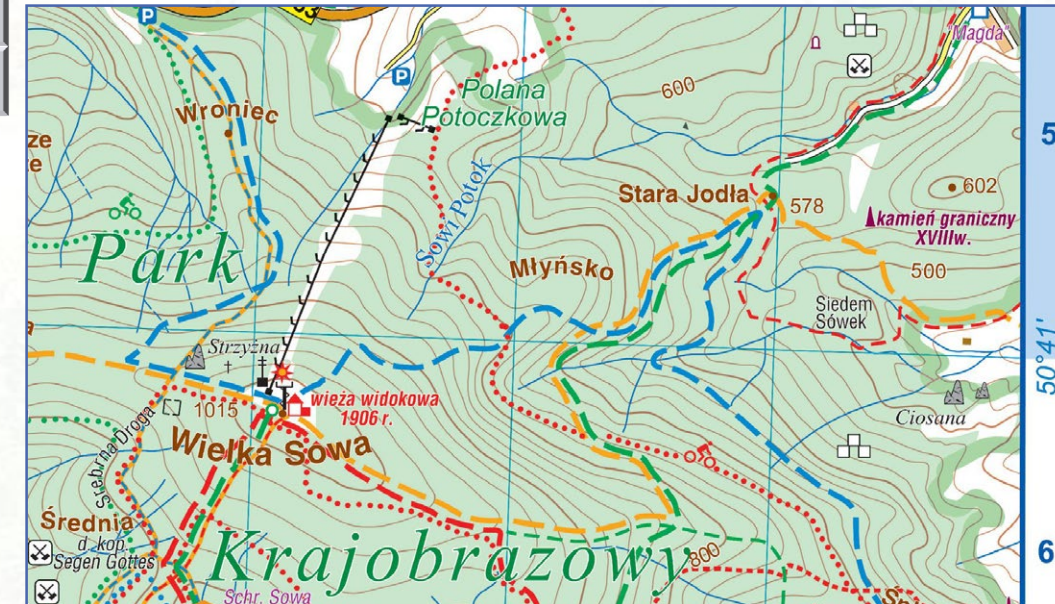 P
P
"Magda"
Polana
Potoczkowa
600
5
Wroniec
ze
e
Sowi Potok
Stara Jodła
578
602
kamień graniczny
XVIIIw.
Park
Młyńsko
500
Siedem
Sówek
50°41'
a
Strzyżna
wieża widokowa
1906 r.
1015
Ciosana
Wielka Sowa
Srebrna Droga
Średnia
d. kop.
Segen Gottes
Krajobrazowy
800
6
Schr. Sowa